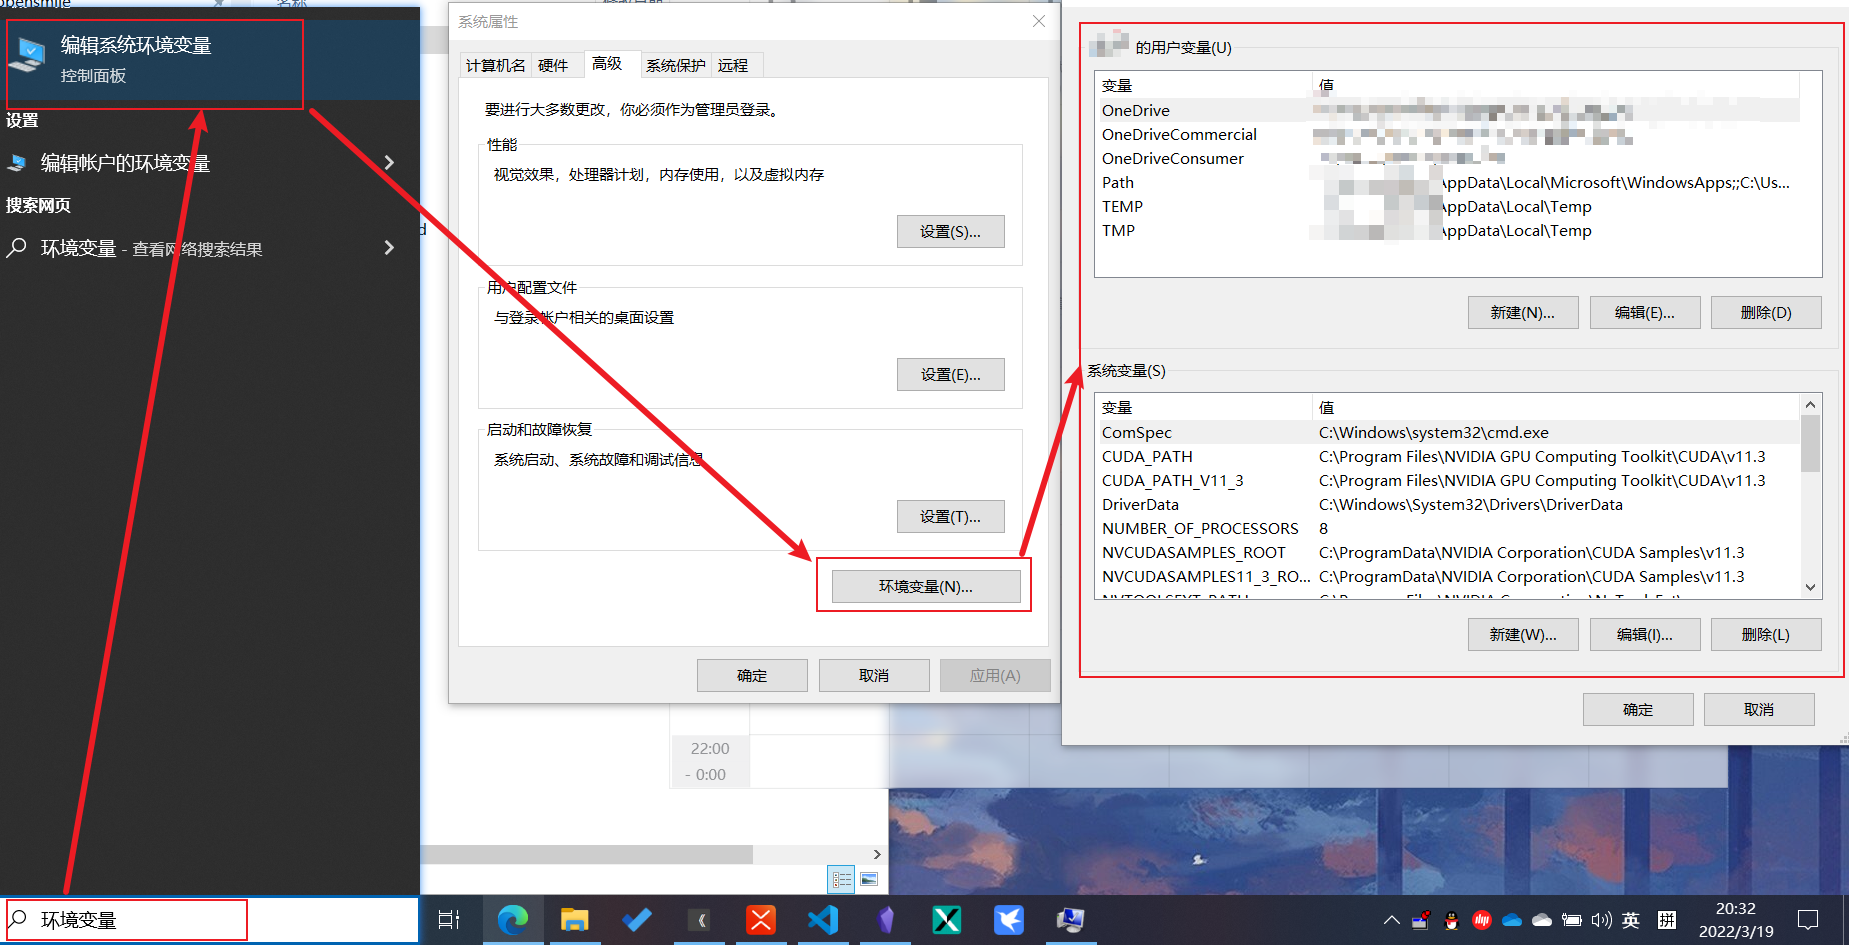 编辑系统环境变量
控制面板
设置
编辑帐户的环境变量
搜索网页
环境变量 - 查看网络搜索结果
环境变量
opensmile
名称
系统属性
计算机名
硬件
高级
系统保护
远程
要进行大多数更改，你必须作为管理员登录。
性能
视觉效果，处理器计划，内存使用，以及虚拟内存
设置(S)...
用户配置文件
与登录帐户相关的桌面设置
设置(E)...
启动和故障恢复
系统启动、系统故障和调试信息
设置(T)...
环境变量(N)...
确定
取消
应用(A)
22:00
- 0:00
的用户变量(U)
变量 值
OneDrive
OneDriveCommercial
OneDriveConsumer
Path AppData\Local\Microsoft\WindowsApps;;C:\Us...
TEMP AppData\Local\Temp
TMP AppData\Local\Temp
新建(N)...
编辑(E)...
删除(D)
系统变量(S)
变量 值
ComSpec C:\Windows\system32\cmd.exe
CUDA_PATH C:\Program Files\NVIDIA GPU Computing Toolkit\CUDA\v11.3
CUDA_PATH_V11_3 C:\Program Files\NVIDIA GPU Computing Toolkit\CUDA\v11.3
DriverData C:\Windows\System32\Drivers\DriverData
NUMBER_OF_PROCESSORS 8
NVCUDASAMPLES_ROOT C:\ProgramData\NVIDIA Corporation\CUDA Samples\v11.3
NVCUDASAMPLES11_3_RO... C:\ProgramData\NVIDIA Corporation\CUDA Samples\v11.3
新建(W)...
编辑(I)...
删除(L)
确定
取消
英
拼
20:32
2022/3/19